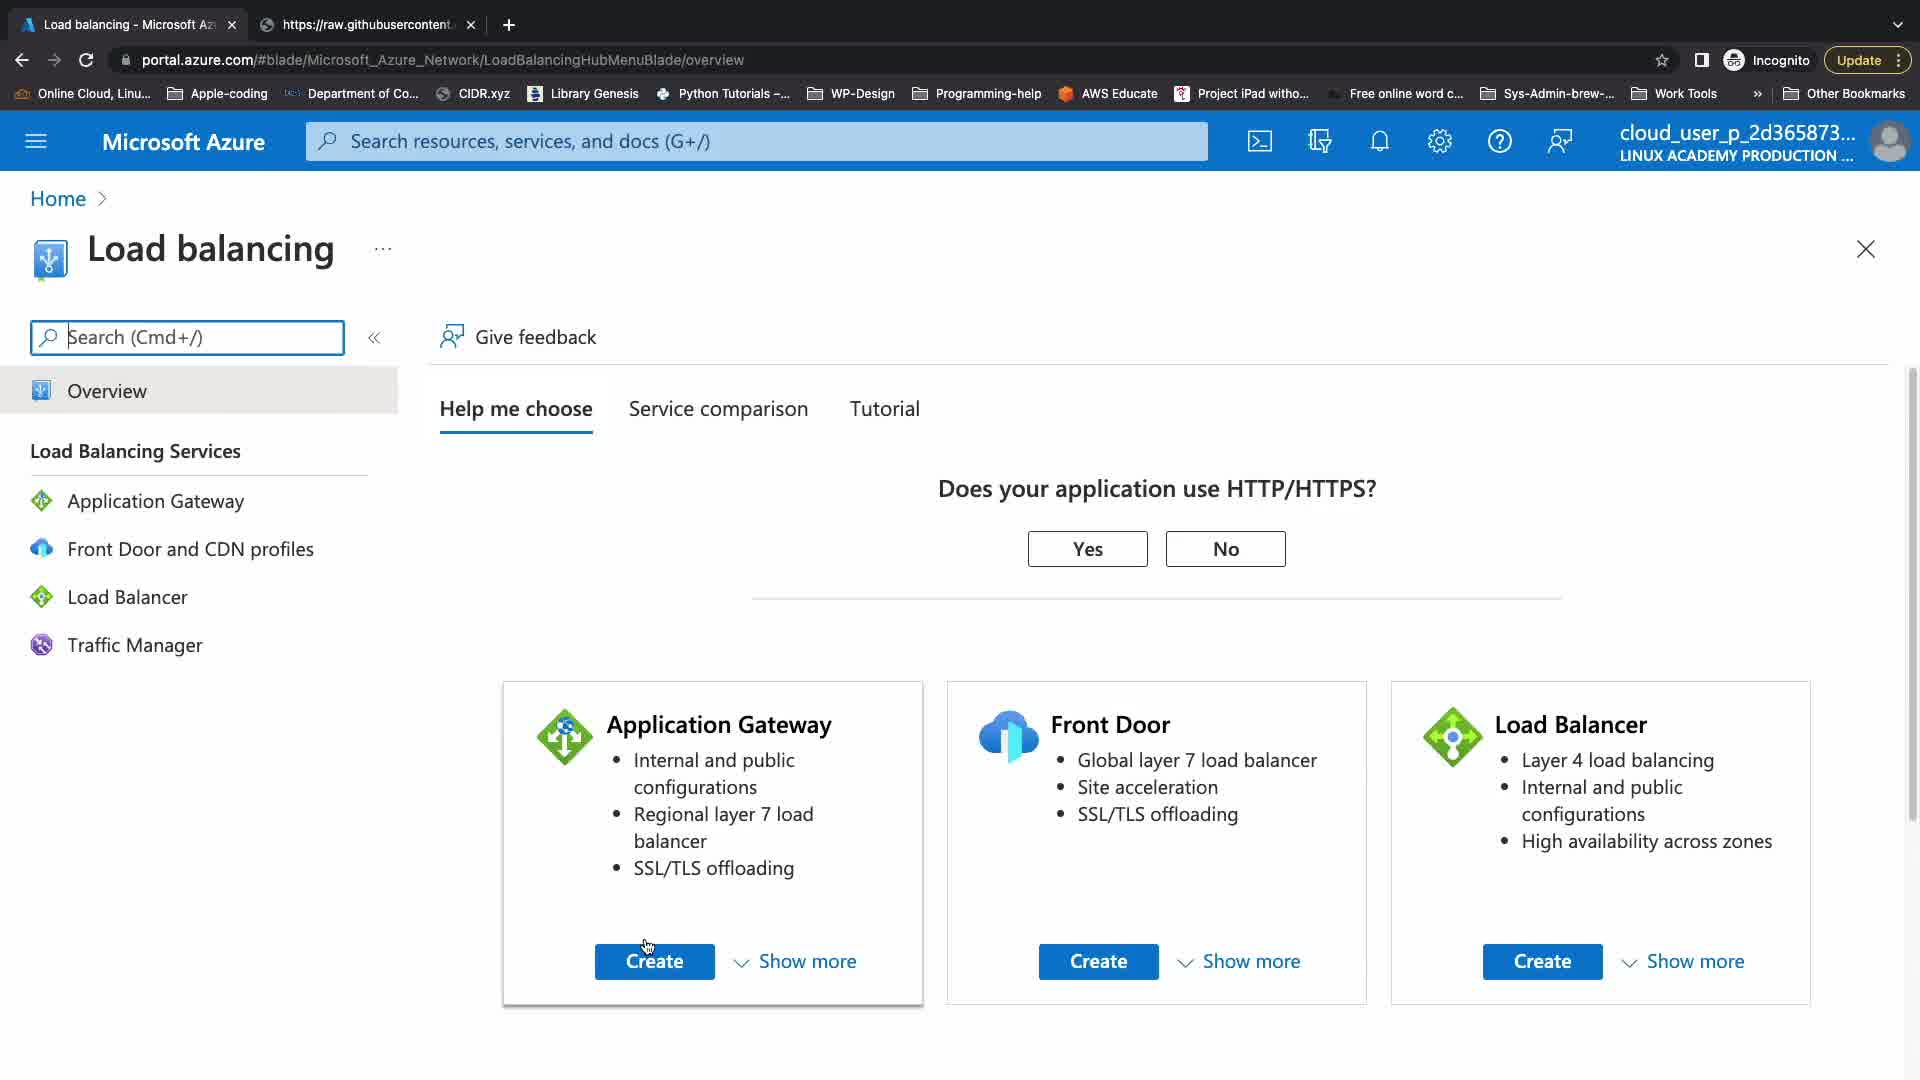 Load balancing - Microsoft Az
https://raw.githubusercontent.
portal.azure.com/#blade/Microsoft_Azure_Network/LoadBalancingHubMenuBlade/overview
Incognito
Update
Online Cloud, Linu...
Apple-coding
Department of Co...
CIDR.xyz
Library Genesis
Python Tutorials –...
WP-Design
Programming-help
AWS Educate
Project iPad witho...
Free online word c...
Sys-Admin-brew-...
Work Tools
»
Other Bookmarks
Microsoft Azure
Search resources, services, and docs (G+/)
cloud_user_p_2d365873...
LINUX ACADEMY PRODUCTION ...
Home
Load balancing
...
Search (Cmd+/)
«
Give feedback
Overview
Help me choose
Service comparison
Tutorial
Load Balancing Services
Application Gateway
Front Door and CDN profiles
Load Balancer
Traffic Manager
Does your application use HTTP/HTTPS?
Yes
No
Application Gateway
• Internal and public
configurations
• Regional layer 7 load
balancer
• SSL/TLS offloading
Create
Show more
Front Door
• Global layer 7 load balancer
• Site acceleration
• SSL/TLS offloading
Create
Show more
Load Balancer
• Layer 4 load balancing
• Internal and public
configurations
• High availability across zones
Create
Show more